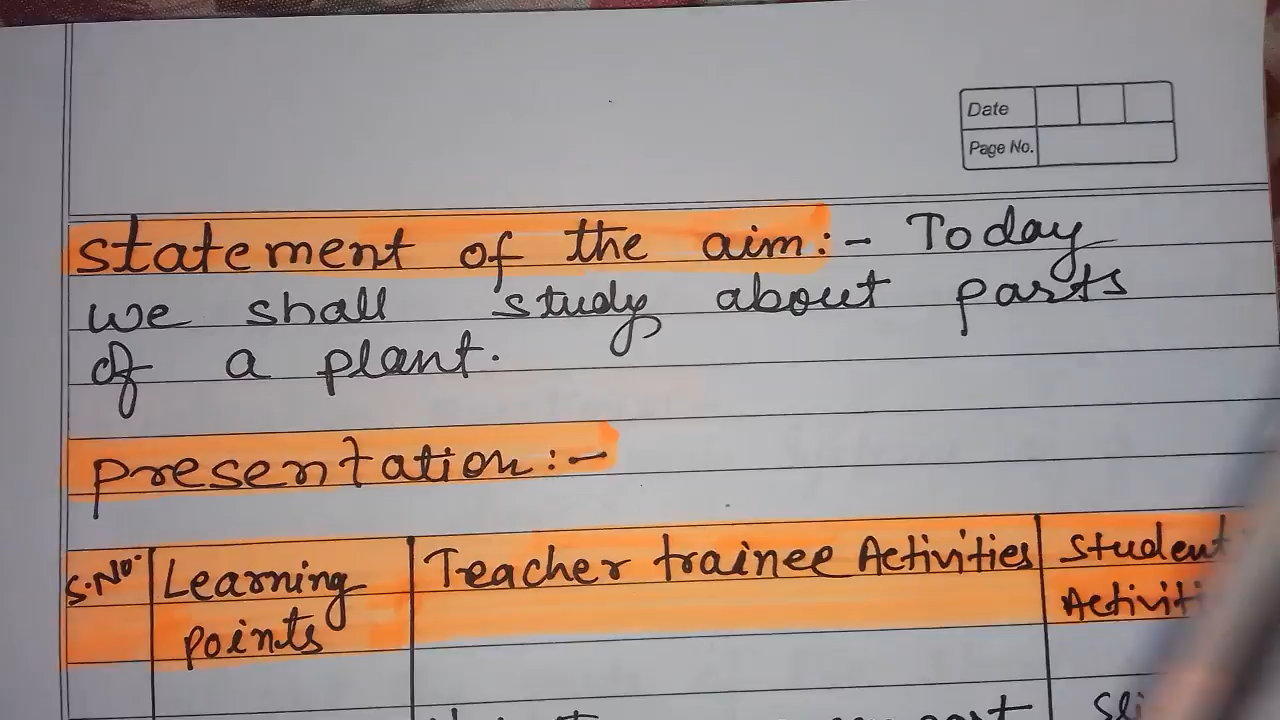 Date
Page No.
statement of the aim:- Today
we shall study about parts
of a plant.
presentation:-
S.No. Learning points Teacher trainee Activities Student Activiti